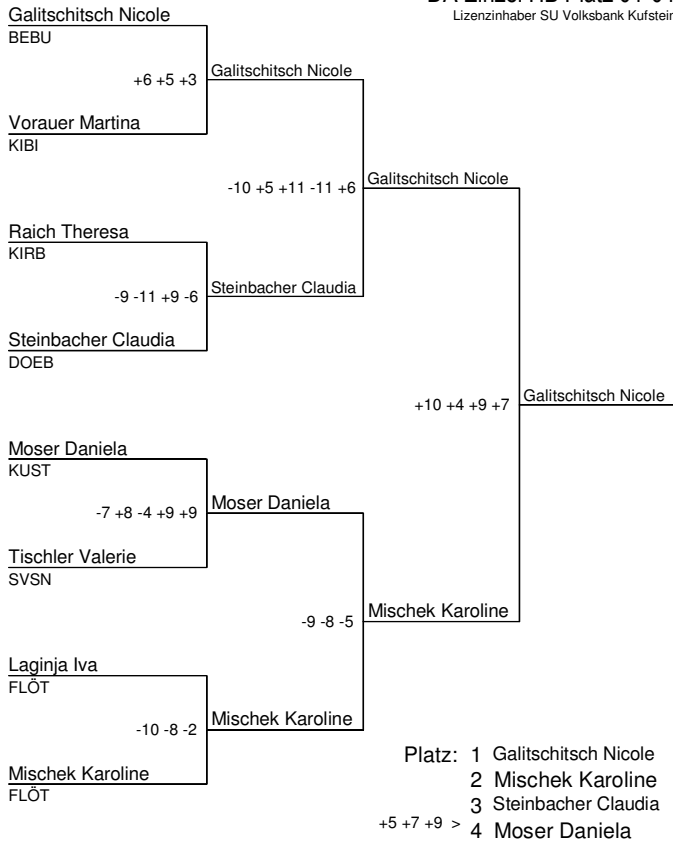 Lizenzinhaber SU Volksbank Kufstein
Galitschitsch Nicole
BEBU
+6 +5 +3
Galitschitsch Nicole
Vorauer Martina
KIBI
-10 +5 +11 -11 +6
Galitschitsch Nicole
Raich Theresa
KIRB
-9 -11 +9 -6
Steinbacher Claudia
Steinbacher Claudia
DOEB
+10 +4 +9 +7
Galitschitsch Nicole
Moser Daniela
KUST
-7 +8 -4 +9 +9
Moser Daniela
Tischler Valerie
SVSN
-9 -8 -5
Mischek Karoline
Laginja Iva
FLÖT
-10 -8 -2
Mischek Karoline
Mischek Karoline
FLÖT
Platz: 1 Galitschitsch Nicole
2 Mischek Karoline
3 Steinbacher Claudia
+5 +7 +9 > 4 Moser Daniela